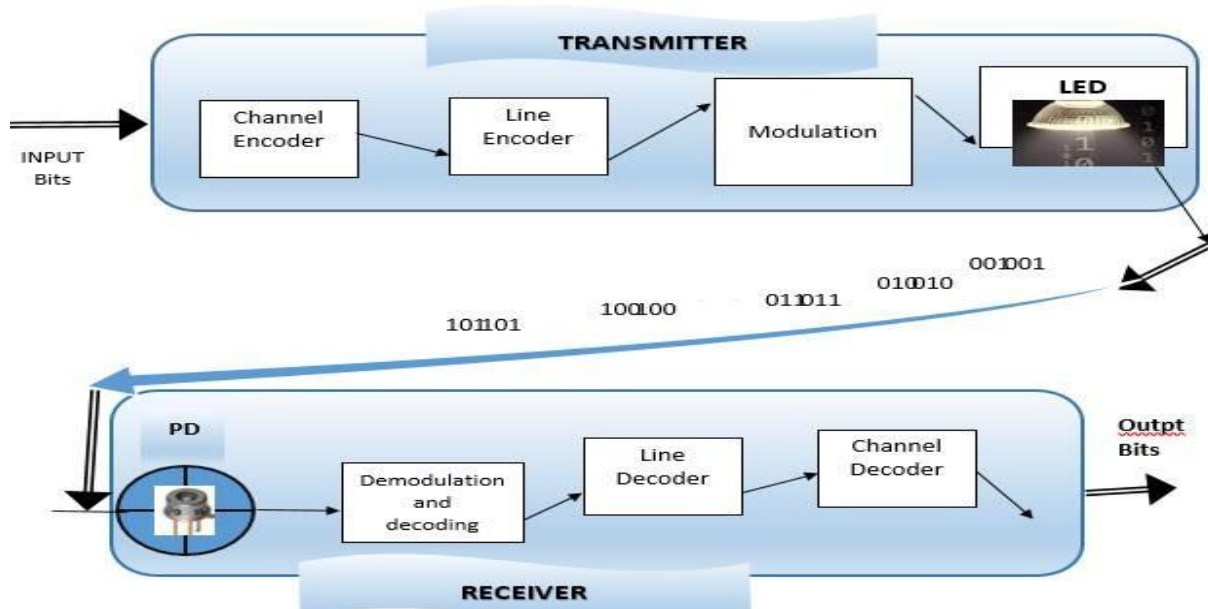 TRANSMITTER
INPUT
Bits
Channel
Encoder
Line
Encoder
Modulation
LED
001001
010010
011011
100100
101101
PD
Demodulation
and
decoding
Line
Decoder
Channel
Decoder
Outpt
Bits
RECEIVER